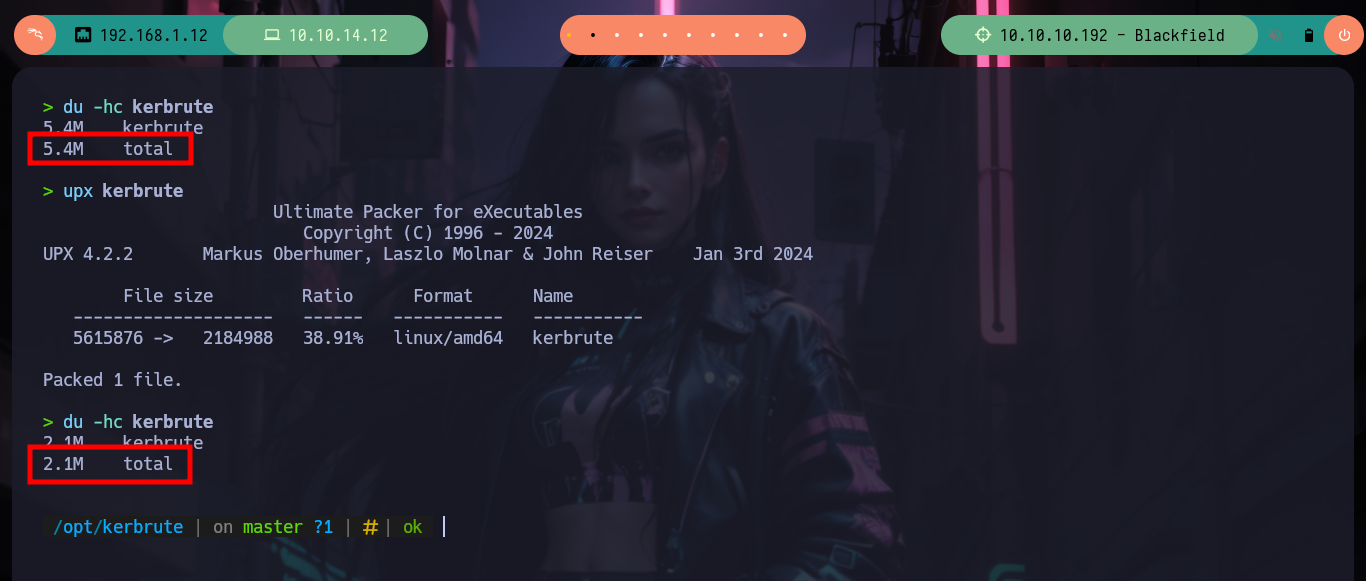 192.168.1.12 10.10.14.12 10.10.10.192 - Blackfield
> du -hc kerbrute
5.4M kerbrute
5.4M total
> upx kerbrute
Ultimate Packer for eXecutables
Copyright (C) 1996 - 2024
UPX 4.2.2 Markus Oberhumer, Laszlo Molnar & John Reiser Jan 3rd 2024
File size Ratio Format Name
-------------------- ------ ----------- -----------
5615876 -> 2184988 38.91% linux/amd64 kerbrute
Packed 1 file.
> du -hc kerbrute
2.1M kerbrute
2.1M total
/opt/kerbrute | on master ?1 | # | ok